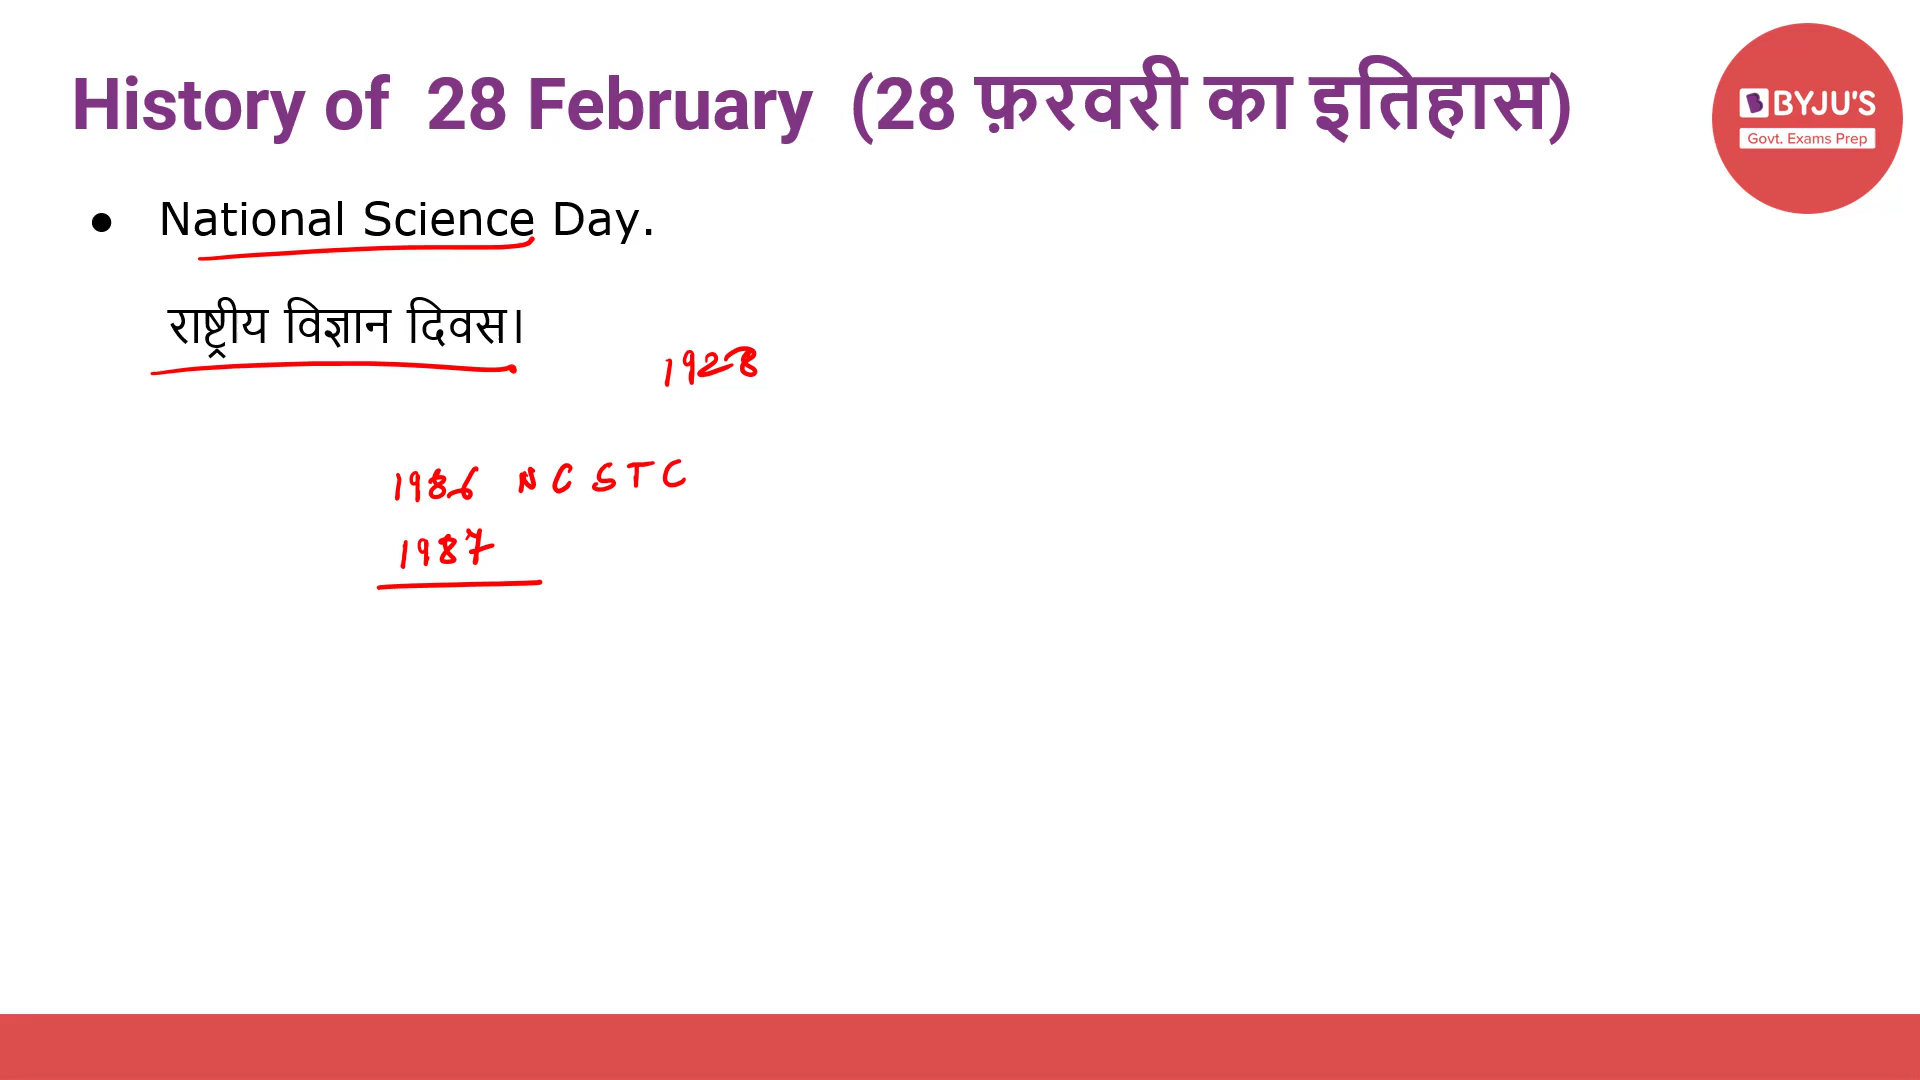 History of 28 February (28 फ़रवरी का इतिहास)
BYJU'S
Govt. Exams Prep
● National Science Day.
राष्ट्रीय विज्ञान दिवस।
1928
1986 NCSTC
1987